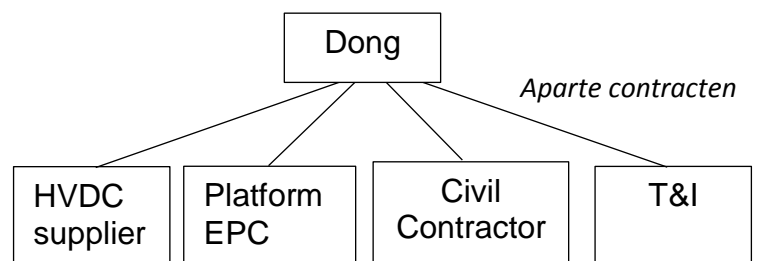 Dong
Aparte contracten
HVDC
supplier
Platform
EPC
Civil
Contractor
T&I